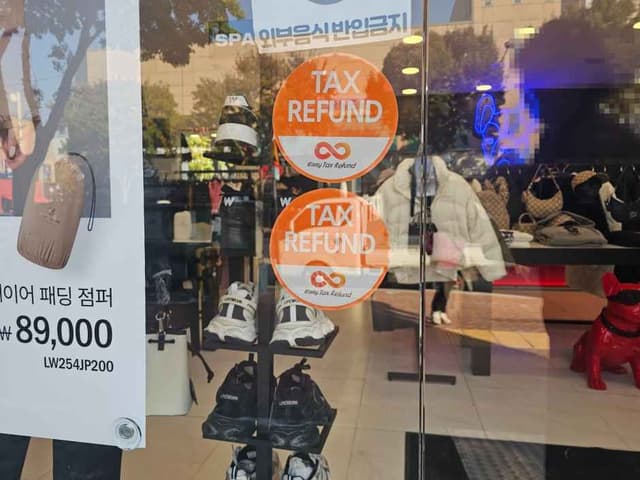 SPA 외부음식 반입금지
TAX
REFUND
easy Tax Refund
TAX
REFUND
easy Tax Refund
이어 패딩 점퍼
₩ 89,000
LW254JP200
W